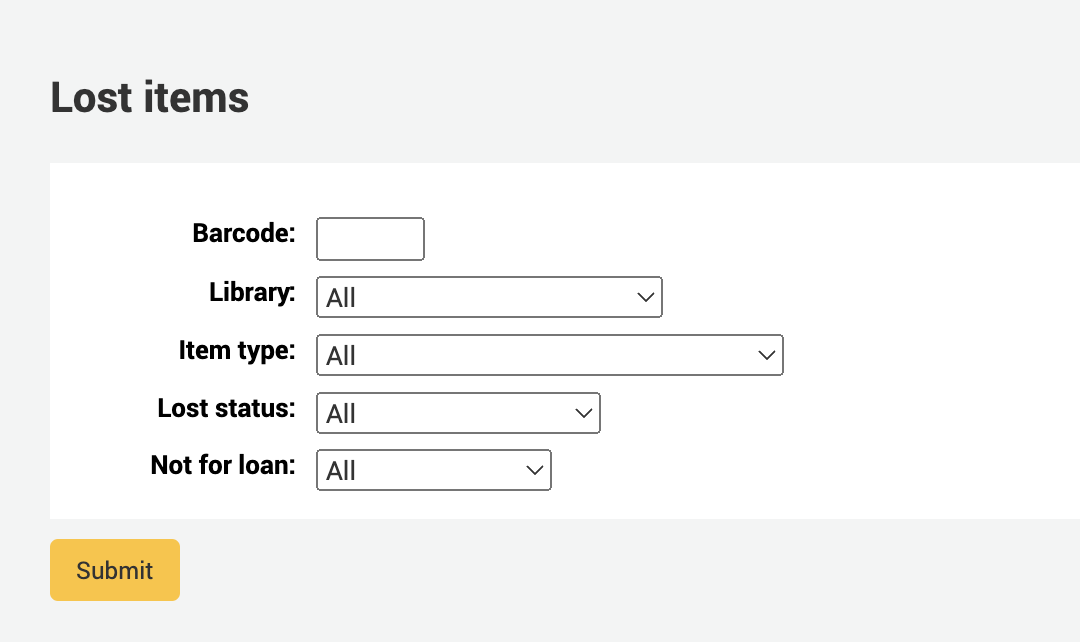 Lost items
Barcode:
Library: All
Item type: All
Lost status: All
Not for loan: All
Submit